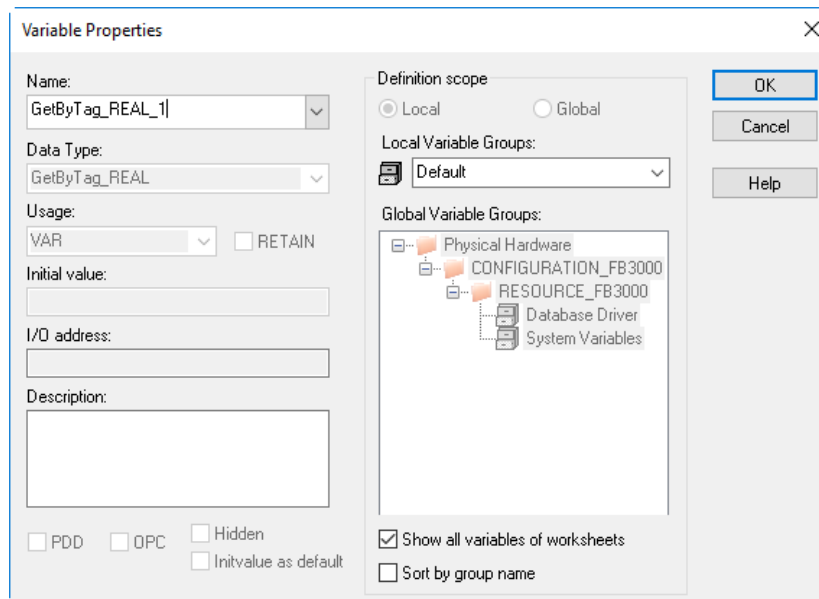 Variable Properties
Name:
GetByTag_REAL_1
Data Type:
GetByTag_REAL
Usage:
VAR
RETAIN
Initial value:
I/O address:
Description:
PDD
OPC
Hidden
Initvalue as default
Definition scope
Local
Global
Local Variable Groups:
Default
Global Variable Groups:
Physical Hardware
CONFIGURATION_FB3000
RESOURCE_FB3000
Database Driver
System Variables
Show all variables of worksheets
Sort by group name
OK
Cancel
Help